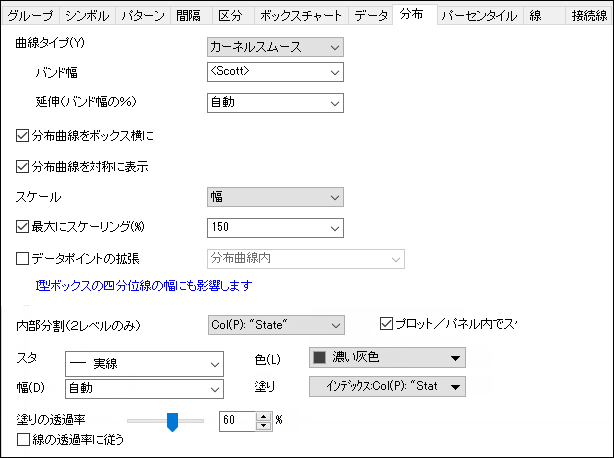 グループ シンボル パターン 間隔 区分 ボックスチャート データ 分布 パーセンタイル 線 接続線
曲線タイプ(Y) カーネルスムース
バンド幅 <Scott>
延伸(バンド幅の%) 自動
分布曲線をボックス横に
分布曲線を対称に表示
スケール 幅
最大にスケーリング(%) 150
データポイントの拡張 分布曲線内
型ボックスの四分位線の幅にも影響します
内部分割(2レベルのみ) Col(P): "State" プロット／パネル内でス
スタ 実線 色(L) 濃い灰色
幅(D) 自動 塗り インデックス:Col(P): "Stat
塗りの透過率 60 %
線の透過率に従う